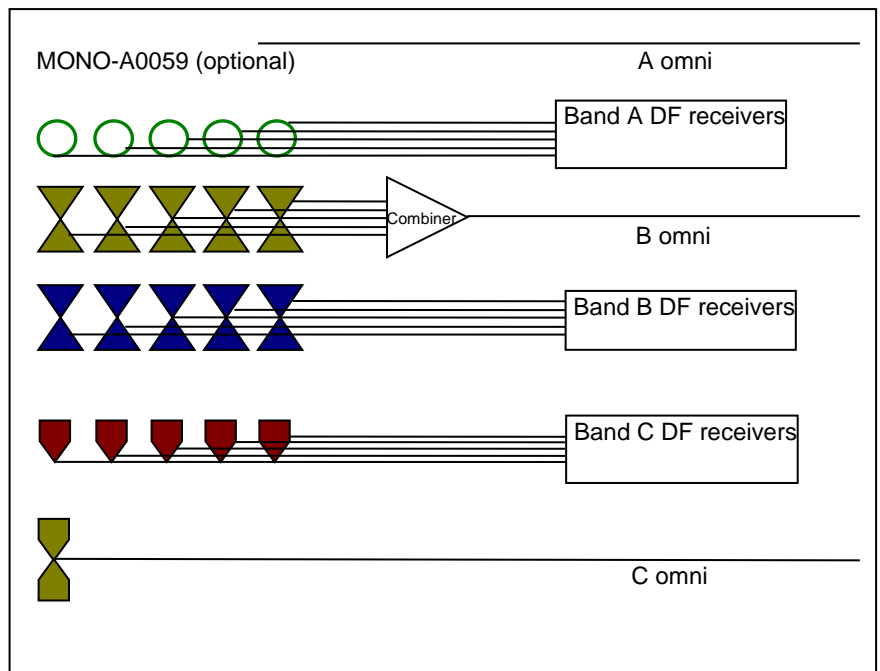 MONO-A0059 (optional)
A omni
Band A DF receivers
Combiner
B omni
Band B DF receivers
Band C DF receivers
C omni